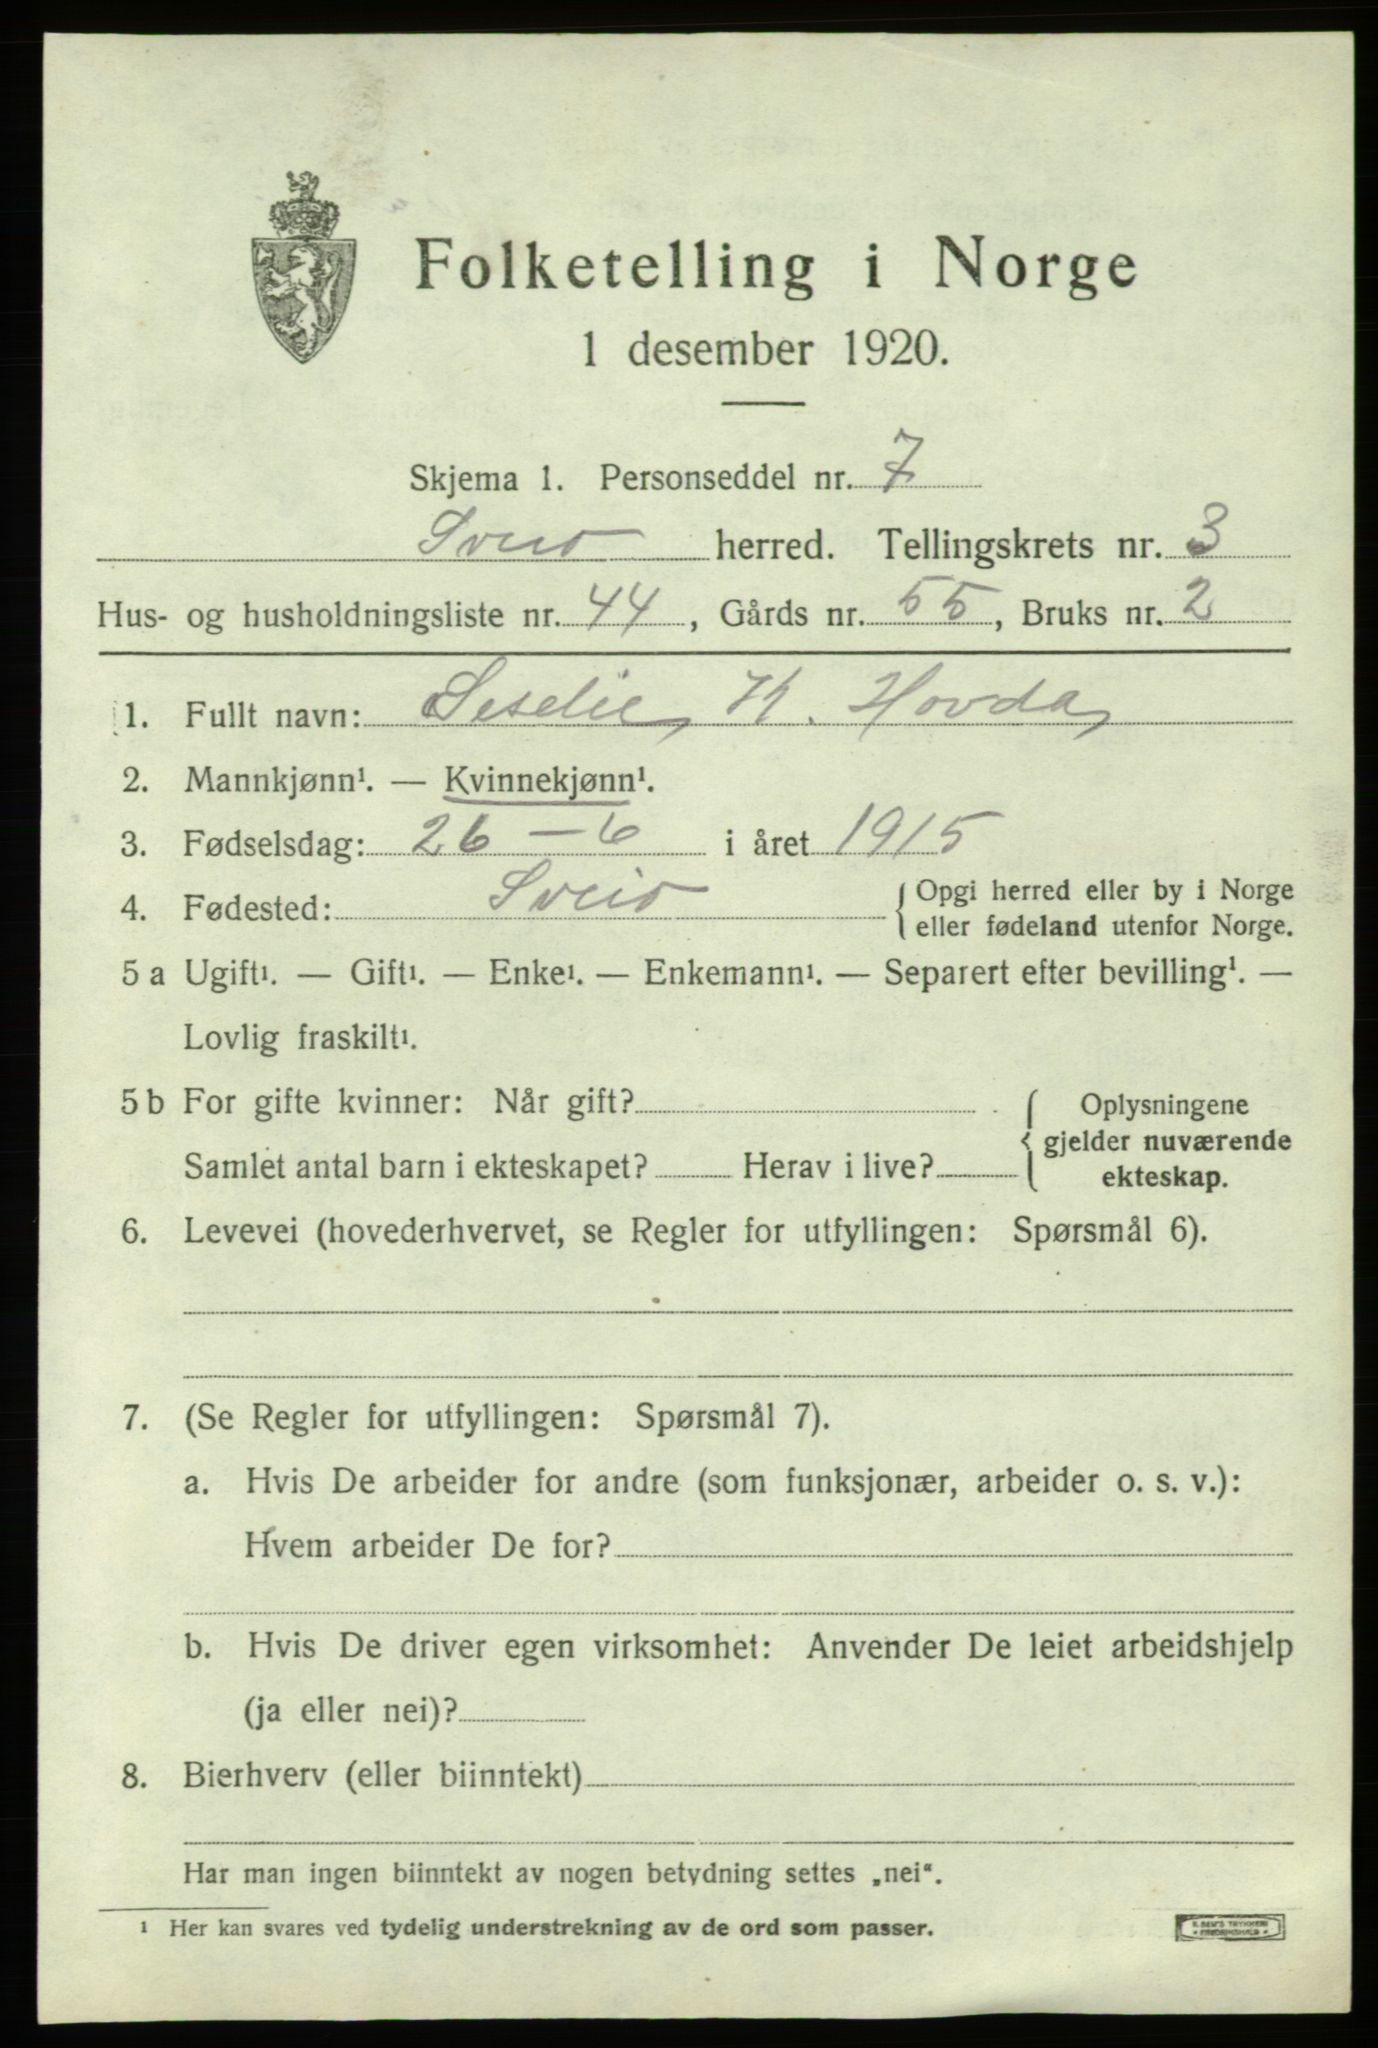 Folketelling i Norge
1 desember 1920.
Skjema 1. Personseddel nr. 7
Sveio herred. Tellingskrets nr. 3
Hus- og husholdningsliste nr. 44, Gårds nr. 55, Bruks nr. 2
1. Fullt navn: Seselie K. Hovda
2. Mannkjønn¹. — Kvinnekjønn¹.
3. Fødselsdag: 26 – 6 i året 1915
4. Fødested: Sveio { Opgi herred eller by i Norge
eller fødeland utenfor Norge.
5 a Ugift¹. — Gift¹. — Enke¹. — Enkemann¹. — Separert efter bevilling¹. —
Lovlig fraskilt¹.
5 b For gifte kvinner: Når gift? { Oplysningene
gjelder nuværende
Samlet antal barn i ekteskapet? Herav i live? ekteskap.
6. Levevei (hovederhvervet, se Regler for utfyllingen: Spørsmål 6).
7. (Se Regler for utfyllingen: Spørsmål 7).
a. Hvis De arbeider for andre (som funksjonær, arbeider o. s. v.):
Hvem arbeider De for?
b. Hvis De driver egen virksomhet: Anvender De leiet arbeidshjelp
(ja eller nei)?
8. Bierhverv (eller biinntekt)
Har man ingen biinntekt av nogen betydning settes „nei“.
¹ Her kan svares ved tydelig understrekning av de ord som passer.